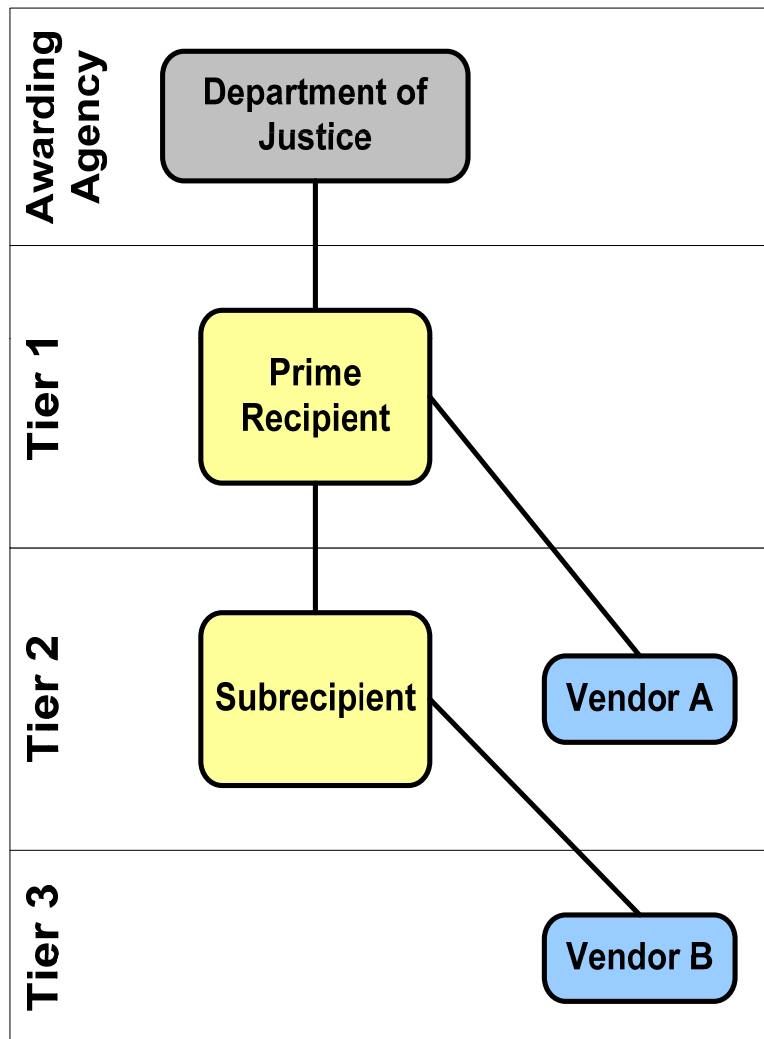 Awarding
Agency
Department of
Justice
Tier 1
Prime
Recipient
Tier 2
Subrecipient
Vendor A
Tier 3
Vendor B